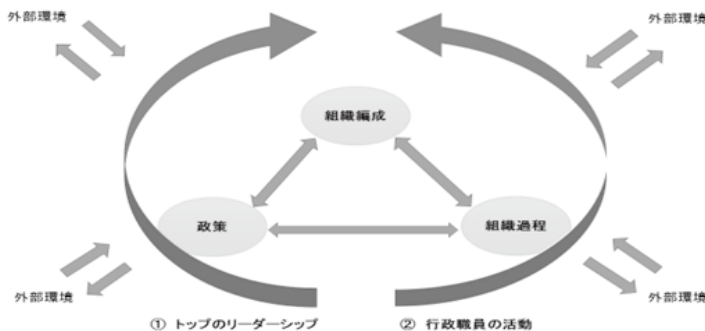 外部環境
外部環境
組織編成
政策
組織過程
外部環境
外部環境
① トップのリーダーシップ
② 行政職員の活動